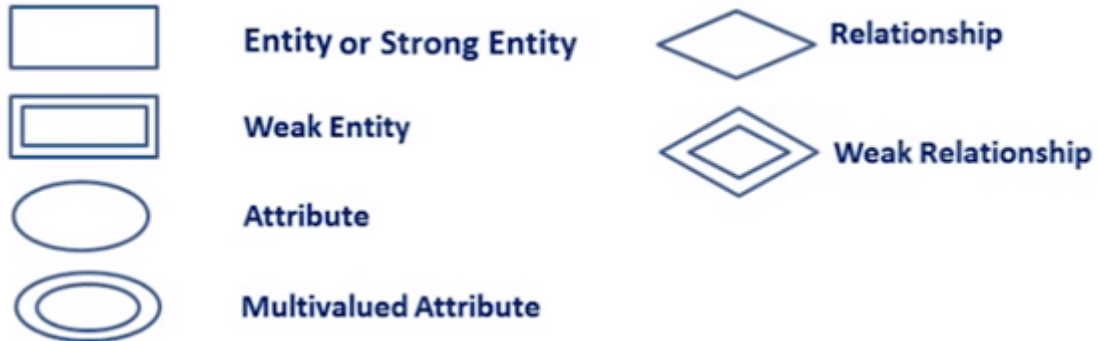 Entity or Strong Entity
Relationship
Weak Entity
Weak Relationship
Attribute
Multivalued Attribute